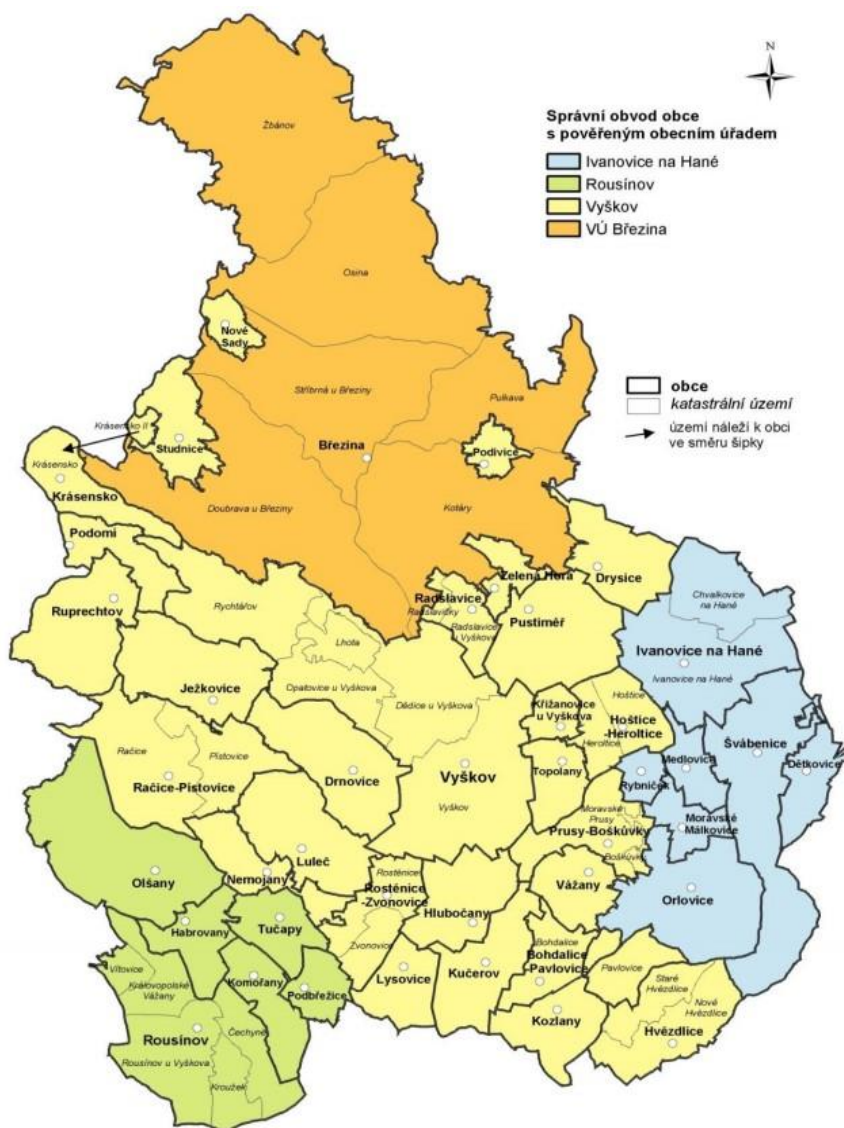 N
Správní obvod obce
s pověřeným obecním úřadem
Ivanovice na Hané
Rousínov
Vyškov
VÚ Březina
obce
katastrální území
území náleží k obci
ve směru šipky
Žbánov
Osina
Nové
Sady
Stříbrná u Březiny
Pulkava
Krásensko II
Studnice
Březina
Podivice
Krásensko
Krásensko
Doubrava u Březiny
Kotáry
Podomí
Zelená Hora
Drysice
Chvalkovice
na Hané
Ruprechtov
Rychtářov
Radslavice
Radslavičky
Radslavice
u Vyškova
Pustiměř
Lhota
Ivanovice na Hané
Ivanovice na Hané
Ježkovice
Opatovice u Vyškova
Dědice u Vyškova
Křižanovice
u Vyškova
Hoštice
Hoštice
-Heroltice
Heroltice
Švábenice
Račice
Pístovice
Račice-Pístovice
Drnovice
Vyškov
Vyškov
Topolany
Rybníček
Medlovice
Dětkovice
Moravské
Prusy
Prusy-Boškůvky
Boškůvky
Moravské
Málkovice
Olšany
Nemojany
Luleč
Rostěnice
Rostěnice
-Zvonovice
Zvonovice
Hlubočany
Vážany
Orlovice
Habrovany
Tučapy
Lysovice
Kučerov
Bohdalice
Bohdalice
-Pavlovice
Pavlovice
Staré
Hvězdlice
Nové
Hvězdlice
Vítovice
Královopolské
Vážany
Komořany
Podbřežice
Kozlany
Hvězdlice
Rousínov
Čechyně
Rousínov u Vyškova
Kroužek